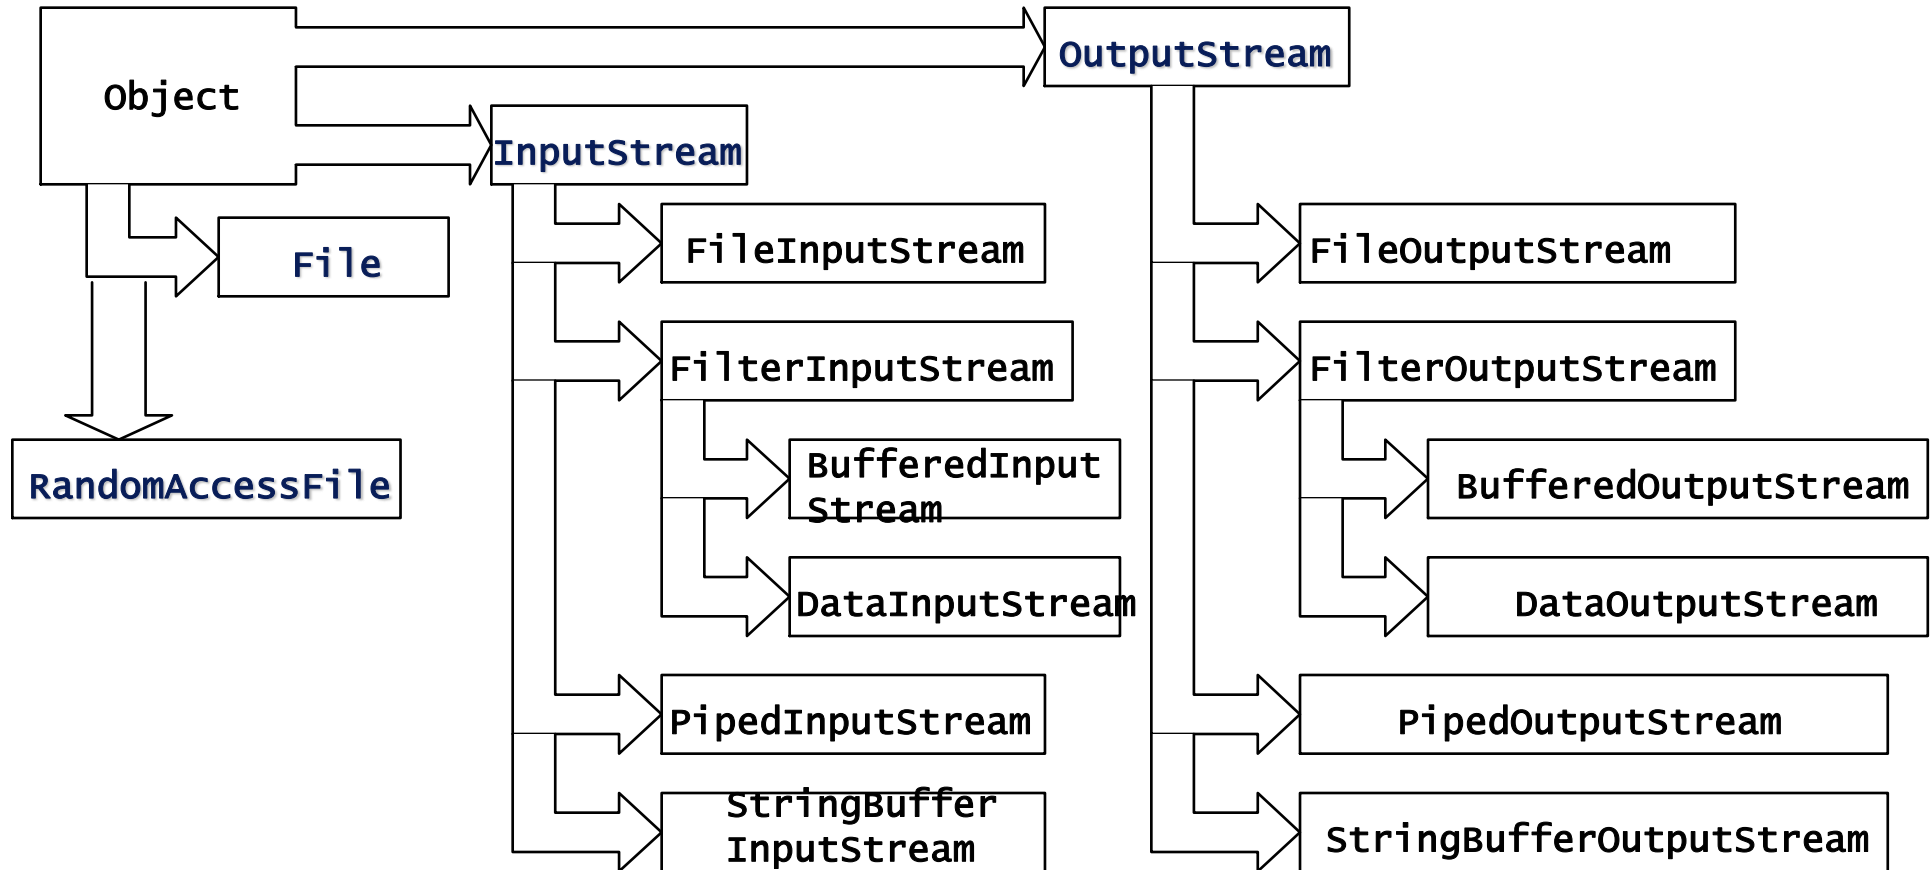 Object
OutputStream
InputStream
File
FileInputStream
FileOutputStream
FilterInputStream
FilterOutputStream
RandomAccessFile
BufferedInput
Stream
BufferedOutputStream
DataInputStream
DataOutputStream
PipedInputStream
PipedOutputStream
StringBuffer
InputStream
StringBufferOutputStream